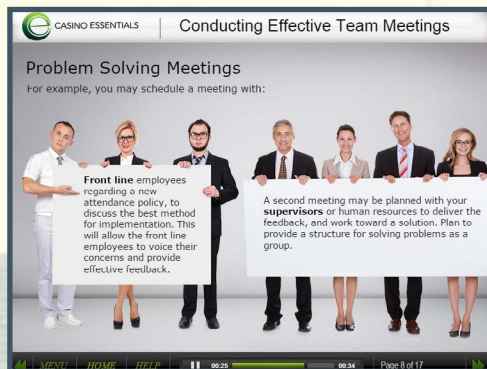 CASINO ESSENTIALS
Conducting Effective Team Meetings
Problem Solving Meetings
For example, you may schedule a meeting with:
Front line employees
regarding a new
attendance policy, to
discuss the best method
for implementation. This
will allow the front line
employees to voice their
concerns and provide
effective feedback.
A second meeting may be planned with your
supervisors or human resources to deliver the
feedback, and work toward a solution. Plan to
provide a structure for solving problems as a
group.
MENU HOME HELP 00:25 00:34 Page 8 of 17